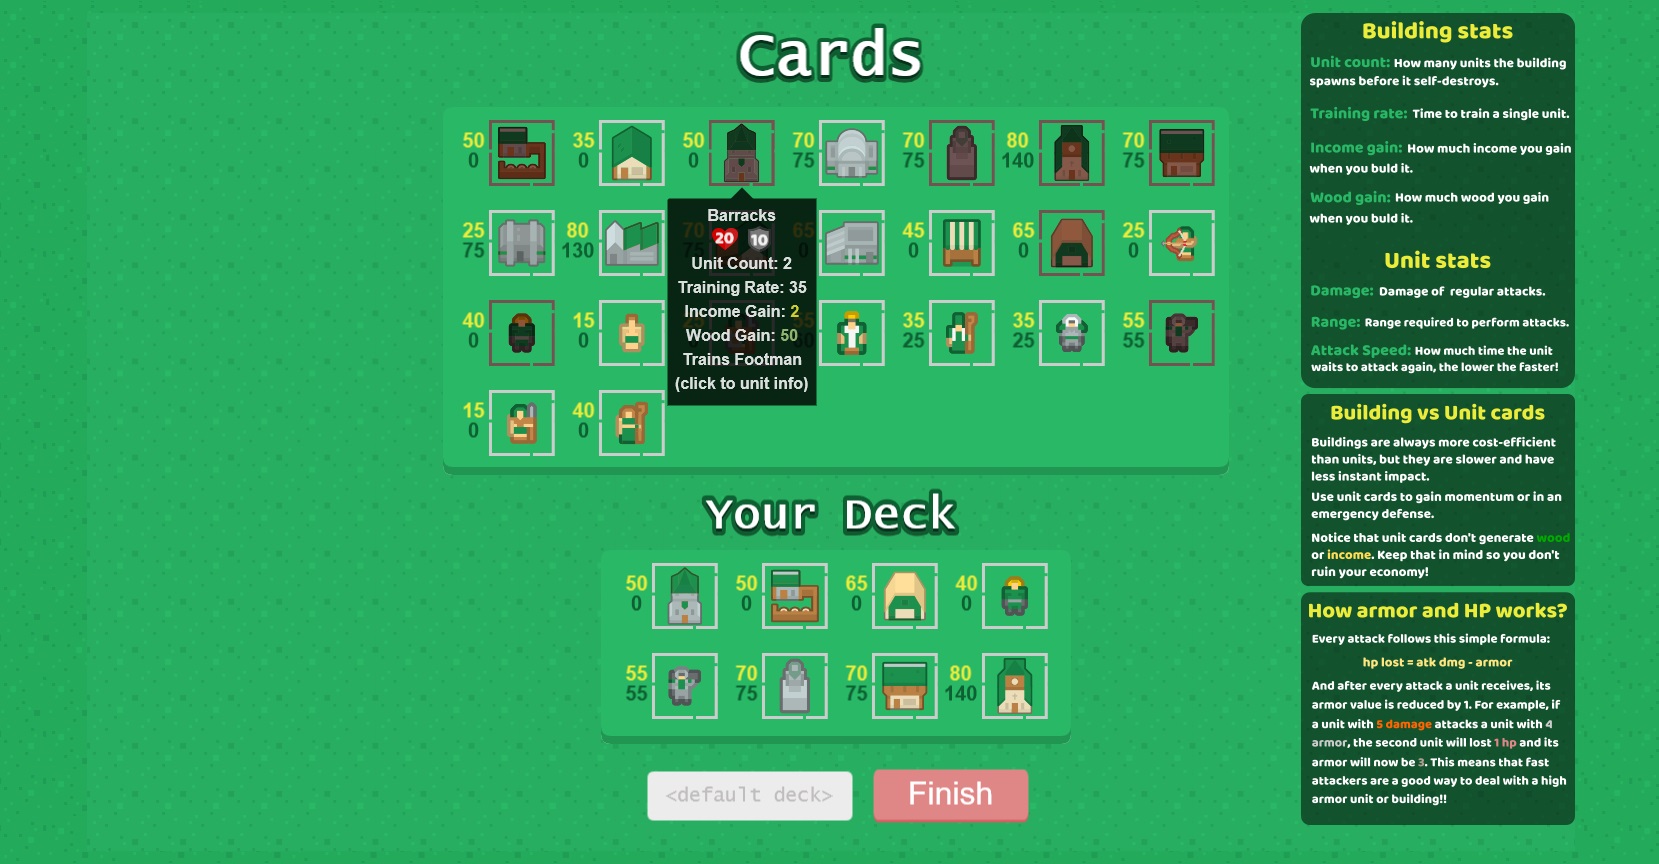 Cards
50 35 50 70 70 80 70
0 0 0 75 75 140 75
25 80 70 65 45 65 25
75 130 75 0 0 0 0
Barracks
20 10
Unit Count: 2
Training Rate: 35
Income Gain: 2
Wood Gain: 50
Trains Footman
(click to unit info)
40 15 35 35 55
0 0 25 25 55
15 40
0 0
Your Deck
50 50 65 40
0 0 0 0
55 70 70 80
55 75 75 140
<default deck>
Finish
Building stats
Unit count: How many units the building
spawns before it self-destroys.
Training rate: Time to train a single unit.
Income gain: How much income you gain
when you buld it.
Wood gain: How much wood you gain
when you buld it.
Unit stats
Damage: Damage of regular attacks.
Range: Range required to perform attacks.
Attack Speed: How much time the unit
waits to attack again, the lower the faster!
Building vs Unit cards
Buildings are always more cost-efficient
than units, but they are slower and have
less instant impact.
Use unit cards to gain momentum or in an
emergency defense.
Notice that unit cards don't generate wood
or income. Keep that in mind so you don't
ruin your economy!
How armor and HP works?
Every attack follows this simple formula:
hp lost = atk dmg - armor
And after every attack a unit receives, its
armor value is reduced by 1. For example, if
a unit with 5 damage attacks a unit with 4
armor, the second unit will lost 1 hp and its
armor will now be 3. This means that fast
attackers are a good way to deal with a high
armor unit or building!!